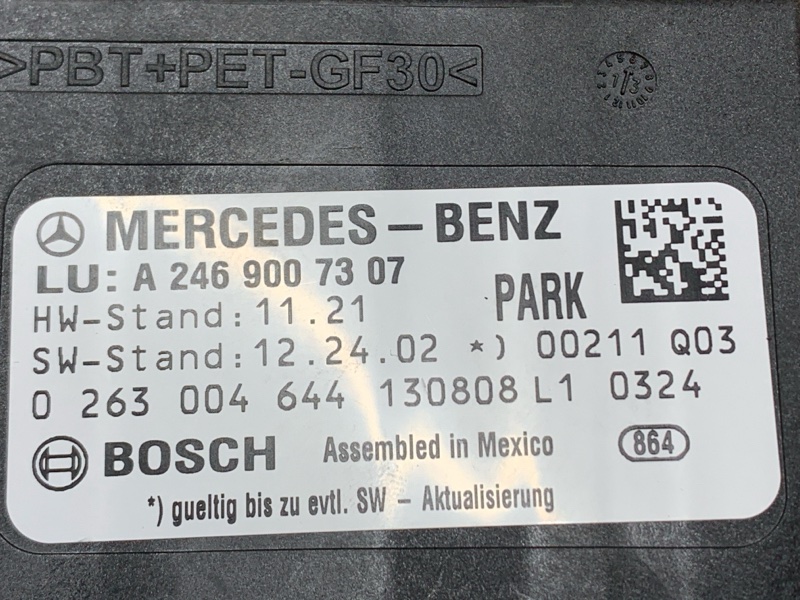 >PBT+PET-GF30<
MERCEDES-BENZ
LU: A 246 900 73 07
PARK
HW-Stand: 11.21
SW-Stand: 12.24.02 *) 00211 Q03
0 263 004 644 130808 L1 0324
BOSCH Assembled in Mexico 864
*) gueltig bis zu evtl. SW - Aktualisierung